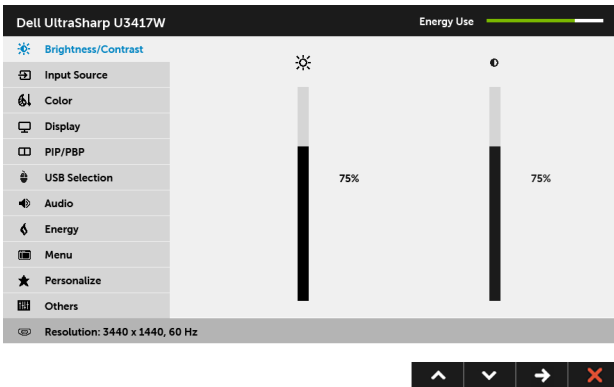 Dell UltraSharp U3417W
Energy Use
Brightness/Contrast
Input Source
Color
Display
PIP/PBP
USB Selection
Audio
Energy
Menu
Personalize
Others
75%
75%
Resolution: 3440 x 1440, 60 Hz